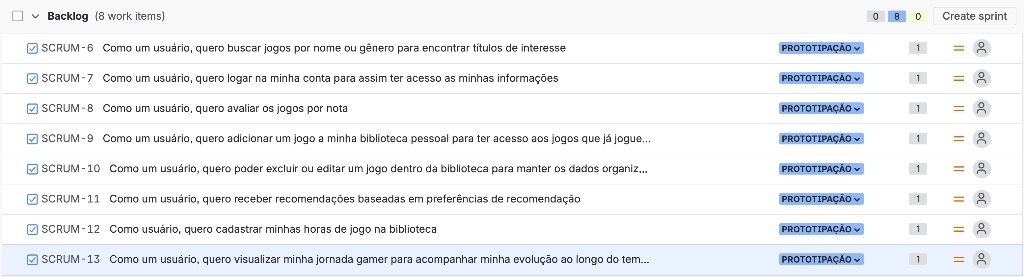 Backlog (8 work items) 0 8 0 Create sprint
SCRUM-6 Como um usuário, quero buscar jogos por nome ou gênero para encontrar títulos de interesse PROTOTIPAÇÃO 1
SCRUM-7 Como um usuário, quero logar na minha conta para assim ter acesso as minhas informações PROTOTIPAÇÃO 1
SCRUM-8 Como um usuário, quero avaliar os jogos por nota PROTOTIPAÇÃO 1
SCRUM-9 Como um usuário, quero adicionar um jogo a minha biblioteca pessoal para ter acesso aos jogos que já jogue... PROTOTIPAÇÃO 1
SCRUM-10 Como um usuário, quero poder excluir ou editar um jogo dentro da biblioteca para manter os dados organiz... PROTOTIPAÇÃO 1
SCRUM-11 Como um usuário, quero receber recomendações baseadas em preferências de recomendação PROTOTIPAÇÃO 1
SCRUM-12 Como usuário, quero cadastrar minhas horas de jogo na biblioteca PROTOTIPAÇÃO 1
SCRUM-13 Como um usuário, quero visualizar minha jornada gamer para acompanhar minha evolução ao longo do tem... PROTOTIPAÇÃO 1